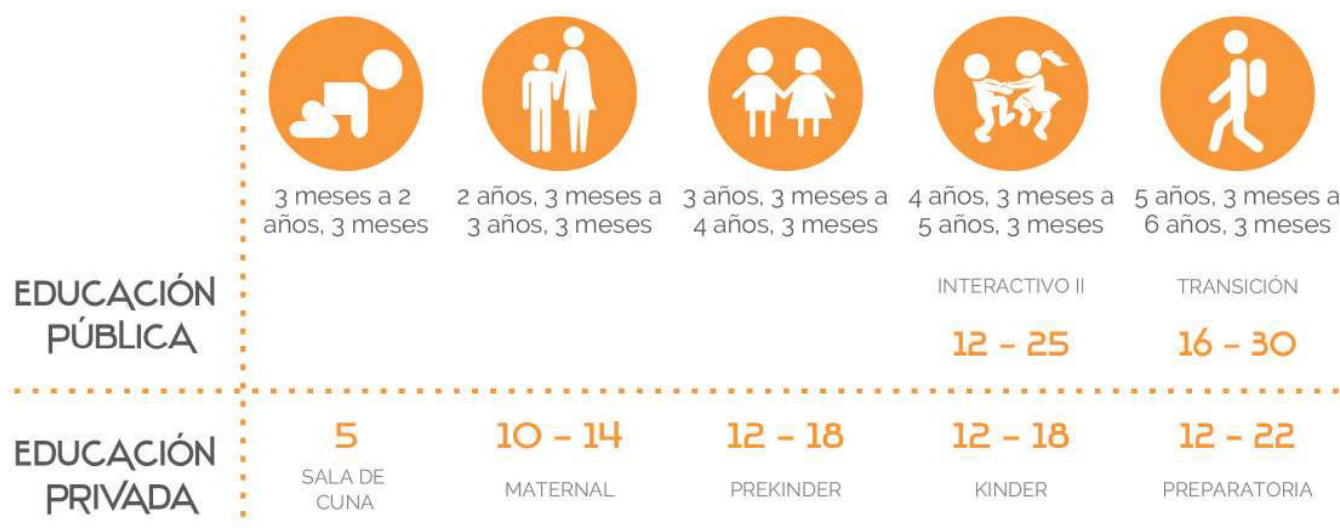 3 meses a 2
años, 3 meses
2 años, 3 meses a
3 años, 3 meses
3 años, 3 meses a
4 años, 3 meses
4 años, 3 meses a
5 años, 3 meses
5 años, 3 meses a
6 años, 3 meses
EDUCACIÓN
PÚBLICA
INTERACTIVO II
12 – 25
TRANSICIÓN
16 – 30
EDUCACIÓN
PRIVADA
5
SALA DE
CUNA
10 – 14
MATERNAL
12 – 18
PREKINDER
12 – 18
KINDER
12 – 22
PREPARATORIA